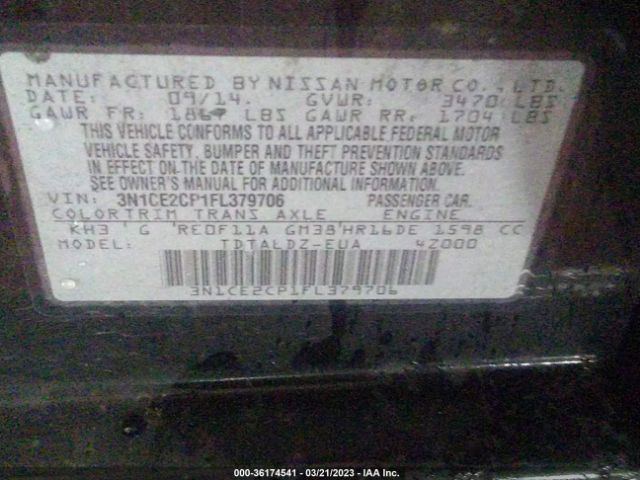 MANUFACTURED BY NISSAN MOTOR CO., LTD.
DATE: 09/14. GVWR: 3470 LBS
GAWR FR: 1867 LBS GAWR RR: 1704 LBS
THIS VEHICLE CONFORMS TO ALL APPLICABLE FEDERAL MOTOR
VEHICLE SAFETY, BUMPER AND THEFT PREVENTION STANDARDS
IN EFFECT ON THE DATE OF MANUFACTURE SHOWN ABOVE.
SEE OWNER'S MANUAL FOR ADDITIONAL INFORMATION.
VIN: 3N1CE2CP1FL379706 PASSENGER CAR.
COLOR TRIM TRANS AXLE ENGINE
KH3 G RE0F11A GM38 HR16DE 1598 CC
MODEL: TDTALDZ-EUA 4Z000
3N1CE2CP1FL379706
000-36174541 - 03/21/2023 - IAA Inc.